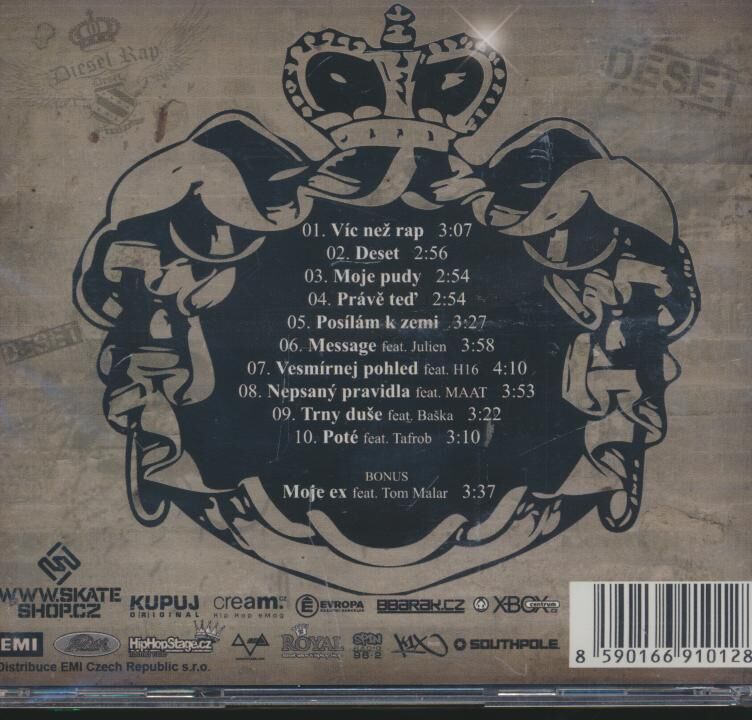 Diesel Rap
DESET
01. Víc než rap 3:07
02. Deset 2:56
03. Moje pudy 2:54
04. Právě teď 2:54
05. Posílám k zemi 3:27
DESET
06. Message feat. Julien 3:58
07. Vesmírnej pohled feat. H16 4:10
08. Nepsaný pravidla feat. MAAT 3:53
09. Trny duše feat. Baška 3:22
10. Poté feat. Tafrob 3:10
BONUS
Moje ex feat. Tom Malar 3:37
WWW.SKATE
SHOP.CZ
KUPUJ
ORIGINAL
cream.cz
Hip Hop eMag
EVROPA
BBARAK.CZ
XBOX centrum
EMI
HipHopStage.cz
ROYAL
SPIN
RADIO
96.2
SOUTHPOLE
Distribuce EMI Czech Republic s.r.o.
8 590166 910128